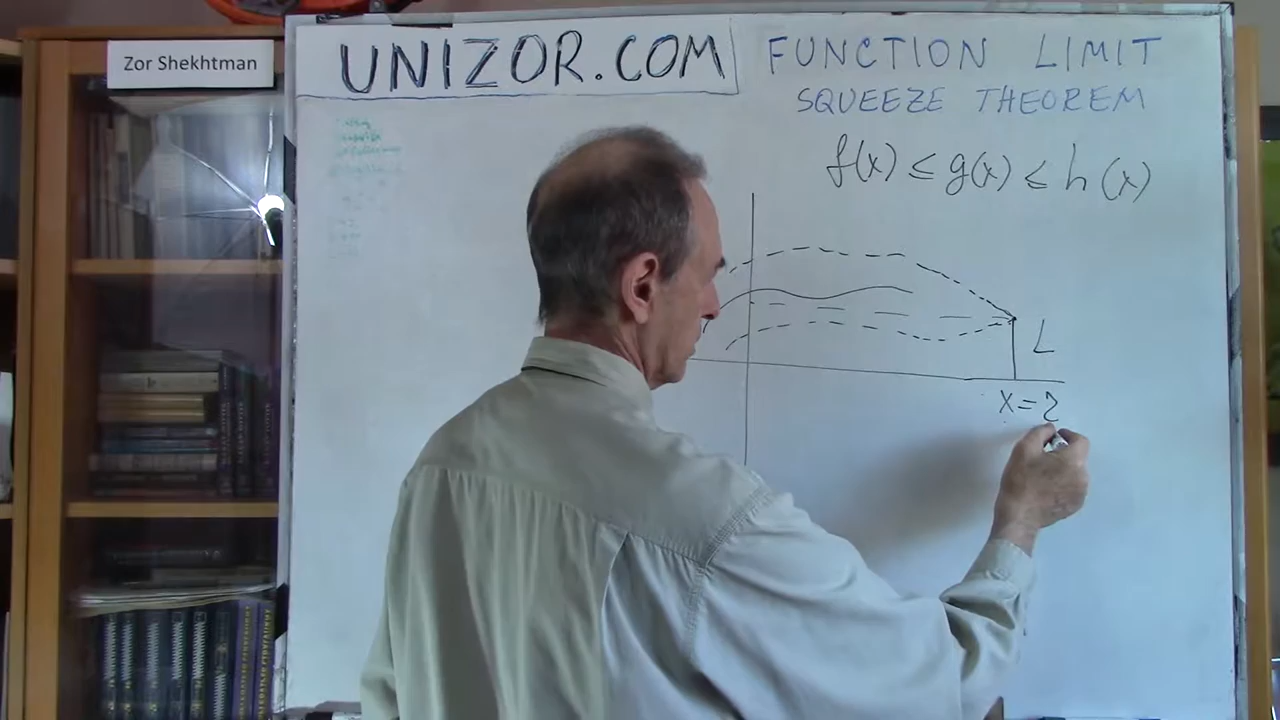 Zor Shekhtman
UNIZOR.COM
FUNCTION LIMIT
SQUEEZE THEOREM
f(x) ≤ g(x) ≤ h(x)
L
x=2